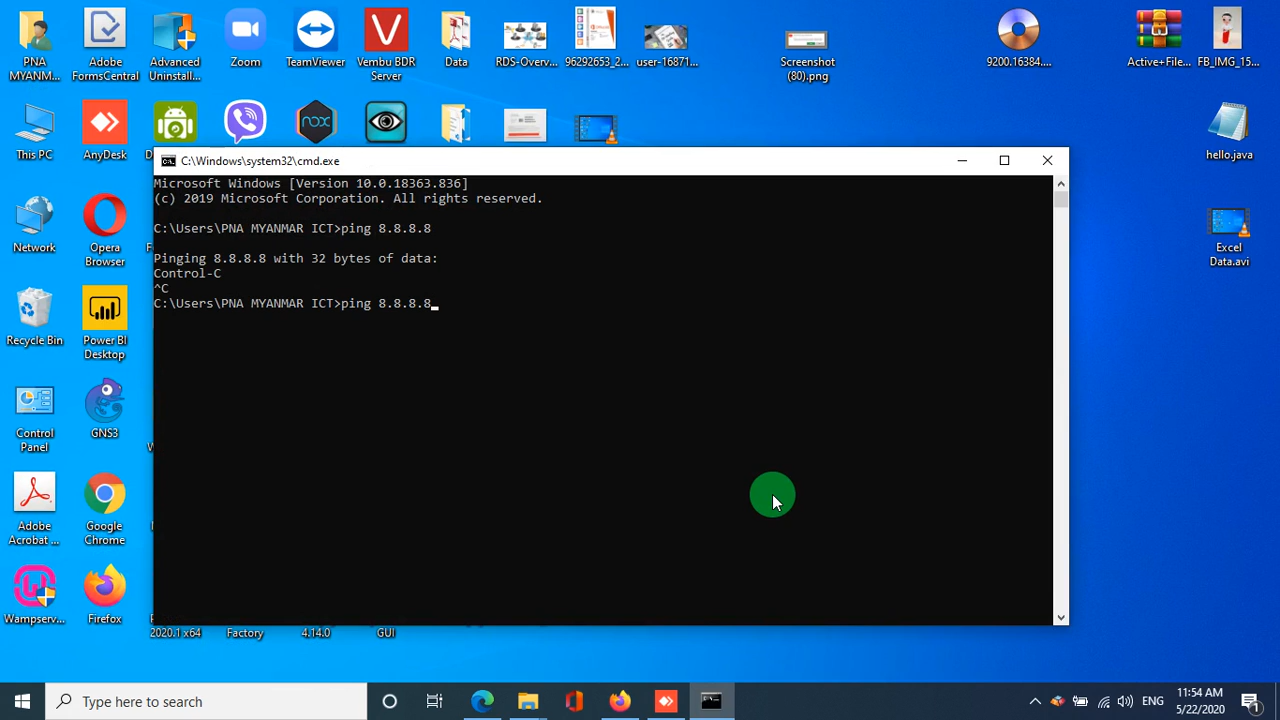 PNA
MYANM...
Adobe
FormsCentral
Advanced
Uninstall...
Zoom
TeamViewer
Vembu BDR
Server
Data
RDS-Overv...
96292653_2...
user-16871...
Screenshot
(80).png
9200.16384....
Active+File...
FB_IMG_15...
This PC
AnyDesk
nox
hello.java
C:\Windows\system32\cmd.exe
Microsoft Windows [Version 10.0.18363.836]
(c) 2019 Microsoft Corporation. All rights reserved.
C:\Users\PNA MYANMAR ICT>ping 8.8.8.8
Pinging 8.8.8.8 with 32 bytes of data:
Control-C
^C
C:\Users\PNA MYANMAR ICT>ping 8.8.8.8
Network
Opera
Browser
Excel
Data.avi
Recycle Bin
Power BI
Desktop
Control
Panel
GNS3
Adobe
Acrobat ...
Google
Chrome
Wampserv...
Firefox
2020.1 x64
Factory
4.14.0
GUI
Type here to search
ENG
11:54 AM
5/22/2020
1